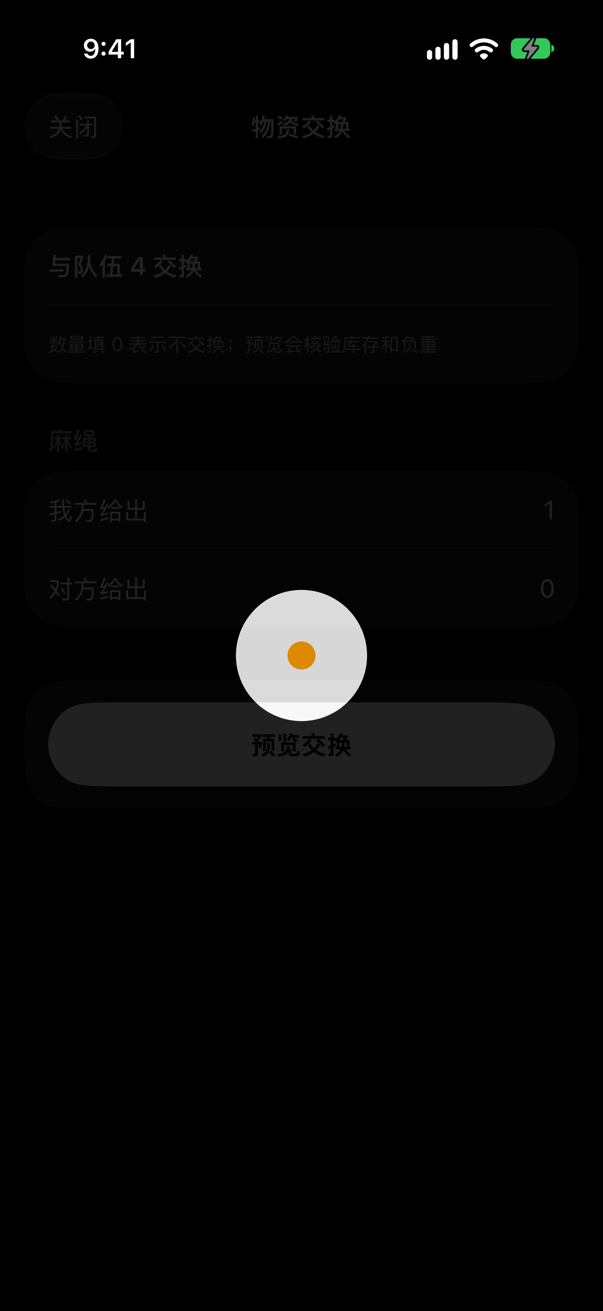 9:41
关闭
物资交换
与队伍 4 交换
数量填 0 表示不交换；预览会核验库存和负重
麻绳
我方给出 1
对方给出 0
预览交换